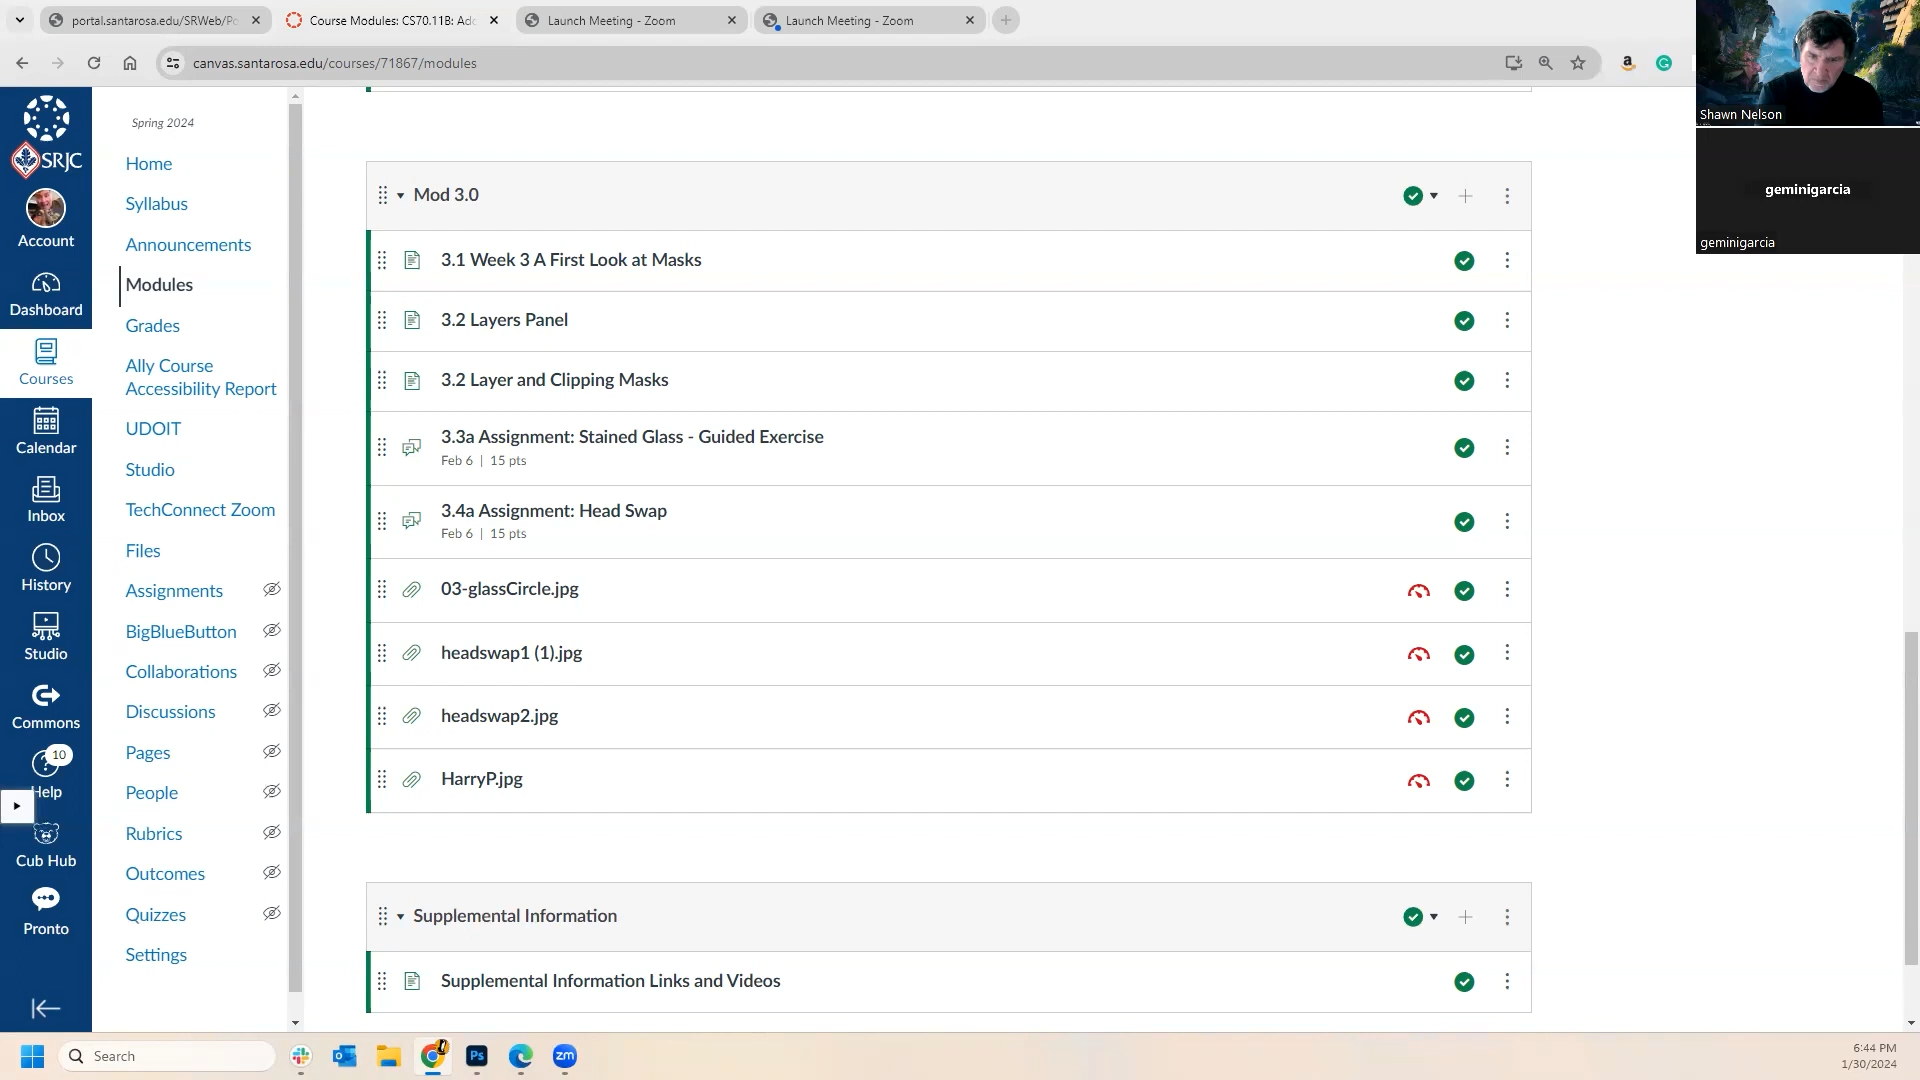 portal.santarosa.edu/SRWeb/Po
Course Modules: CS70.11B: Ado
Launch Meeting - Zoom
Launch Meeting - Zoom
canvas.santarosa.edu/courses/71867/modules
Shawn Nelson
geminigarcia
geminigarcia
SRJC
Account
Dashboard
Courses
Calendar
Inbox
History
Studio
Commons
10
Help
Cub Hub
Pronto
Spring 2024
Home
Syllabus
Announcements
Modules
Grades
Ally Course
Accessibility Report
UDOIT
Studio
TechConnect Zoom
Files
Assignments
BigBlueButton
Collaborations
Discussions
Pages
People
Rubrics
Outcomes
Quizzes
Settings
Mod 3.0
3.1 Week 3 A First Look at Masks
3.2 Layers Panel
3.2 Layer and Clipping Masks
3.3a Assignment: Stained Glass - Guided Exercise
Feb 6 | 15 pts
3.4a Assignment: Head Swap
Feb 6 | 15 pts
03-glassCircle.jpg
headswap1 (1).jpg
headswap2.jpg
HarryP.jpg
Supplemental Information
Supplemental Information Links and Videos
Search
Ps
zm
6:44 PM
1/30/2024